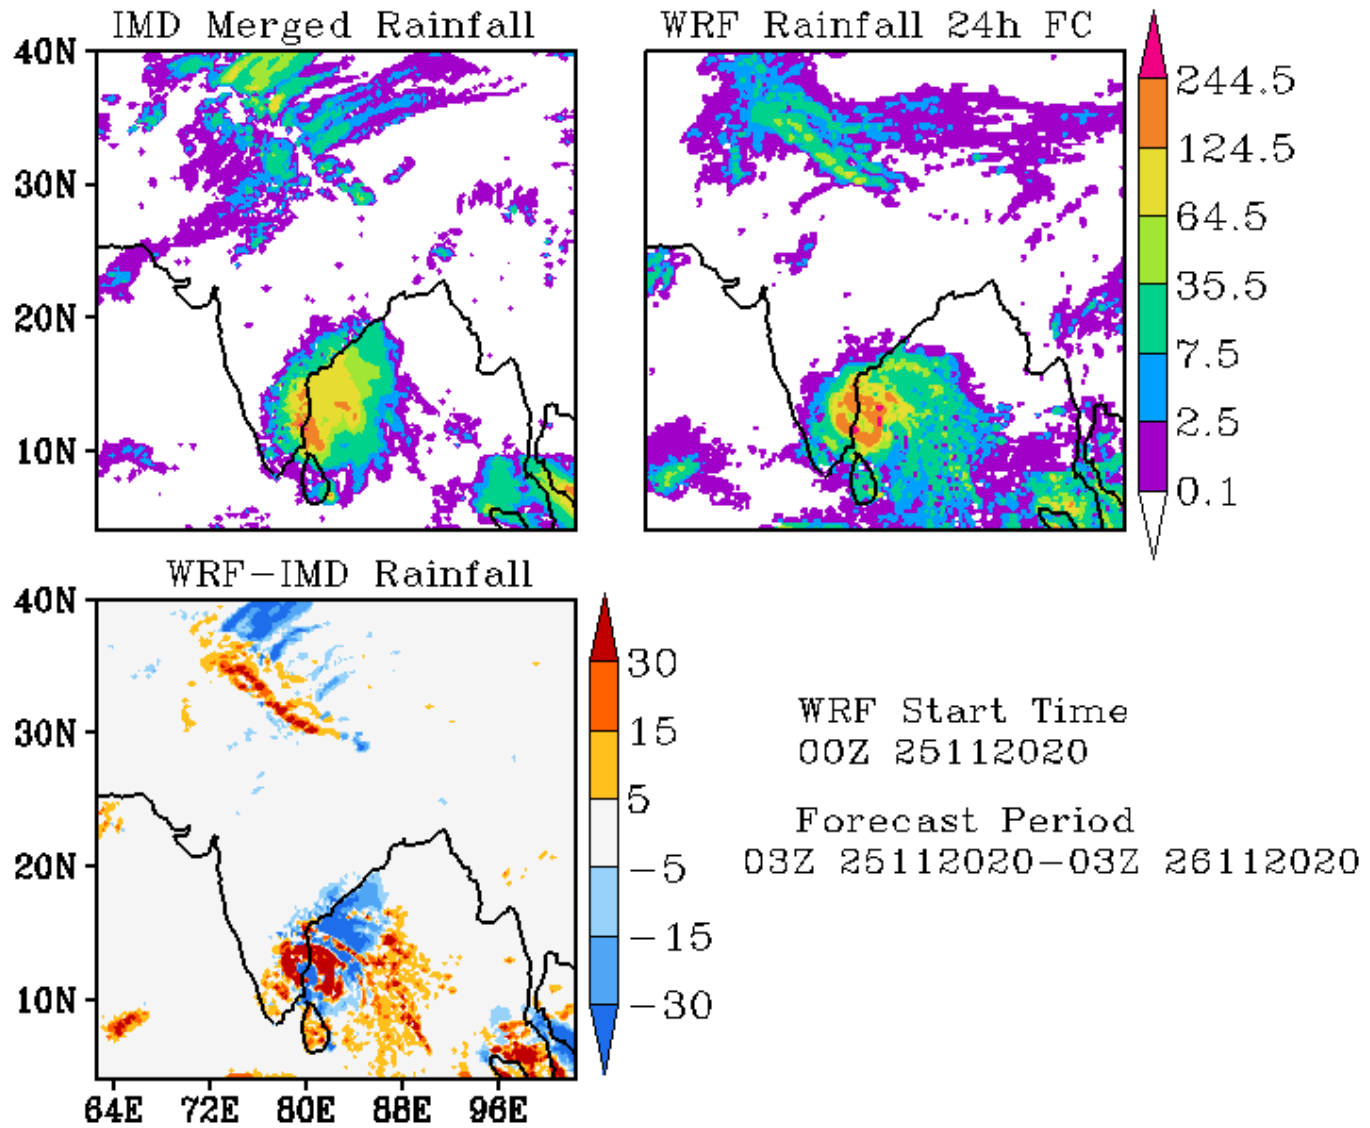 IMD Merged Rainfall
WRF Rainfall 24h FC
40N
30N
20N
10N
244.5
124.5
64.5
35.5
7.5
2.5
0.1
WRF-IMD Rainfall
40N
30N
20N
10N
64E 72E 80E 88E 96E
30
15
5
-5
-15
-30
WRF Start Time
00Z 25112020
Forecast Period
03Z 25112020-03Z 26112020